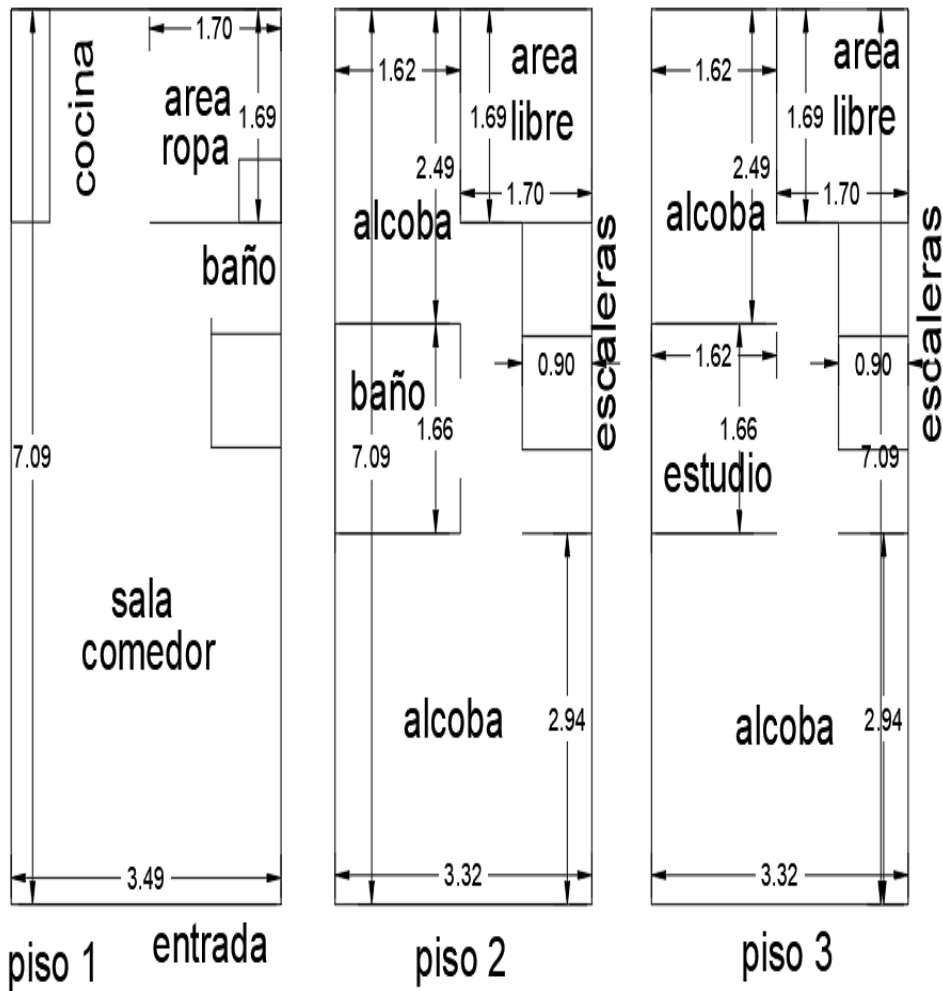 cocina
1.70
area
ropa
1.69
baño
7.09
sala
comedor
3.49
piso 1
entrada
1.62
area
libre
1.69
2.49
1.70
alcoba
escaleras
0.90
baño
1.66
7.09
alcoba
2.94
3.32
piso 2
1.62
area
libre
1.69
2.49
1.70
alcoba
escaleras
1.62
0.90
1.66
7.09
estudio
alcoba
2.94
3.32
piso 3